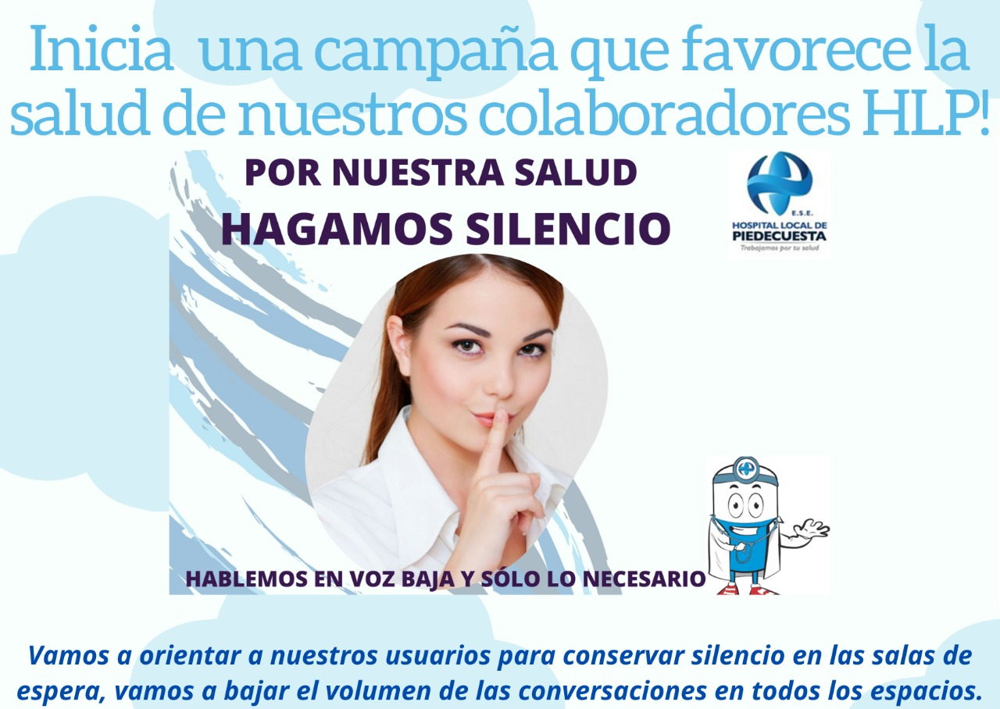 Inicia una campaña que favorece la
salud de nuestros colaboradores HLP!
POR NUESTRA SALUD
HAGAMOS SILENCIO
E.S.E.
HOSPITAL LOCAL DE
PIEDECUESTA
Trabajamos por tu salud
HABLEMOS EN VOZ BAJA Y SÓLO LO NECESARIO
Vamos a orientar a nuestros usuarios para conservar silencio en las salas de
espera, vamos a bajar el volumen de las conversaciones en todos los espacios.